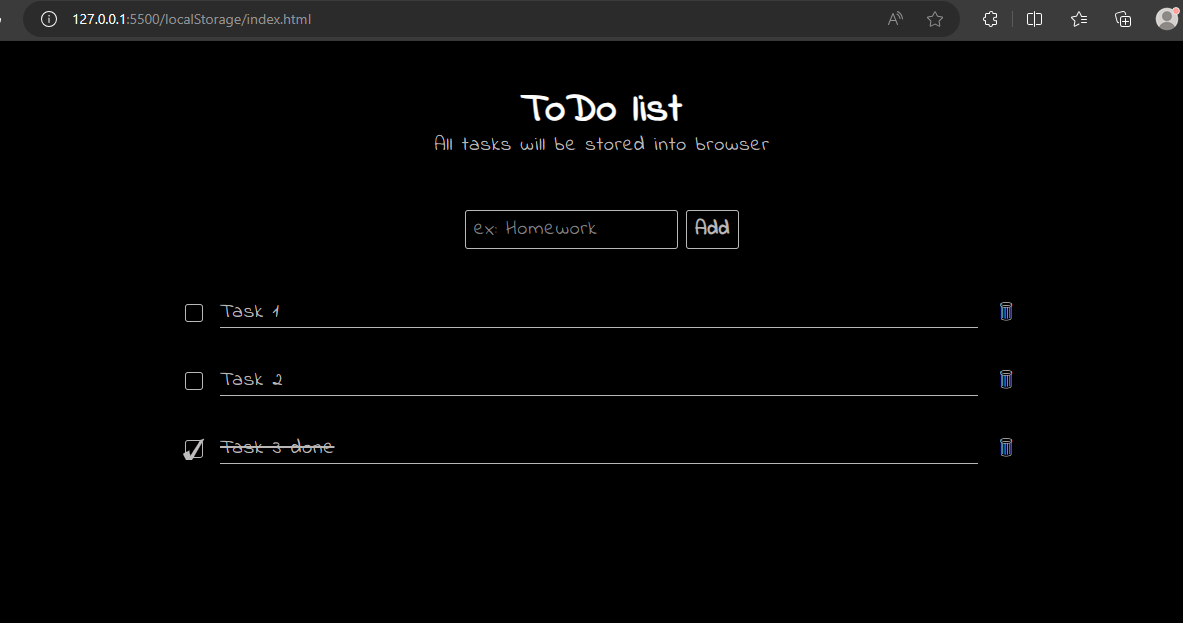 127.0.0.1:5500/localStorage/index.html
ToDo list
All tasks will be stored into browser
ex: Homework Add
Task 1
Task 2
Task 3 done